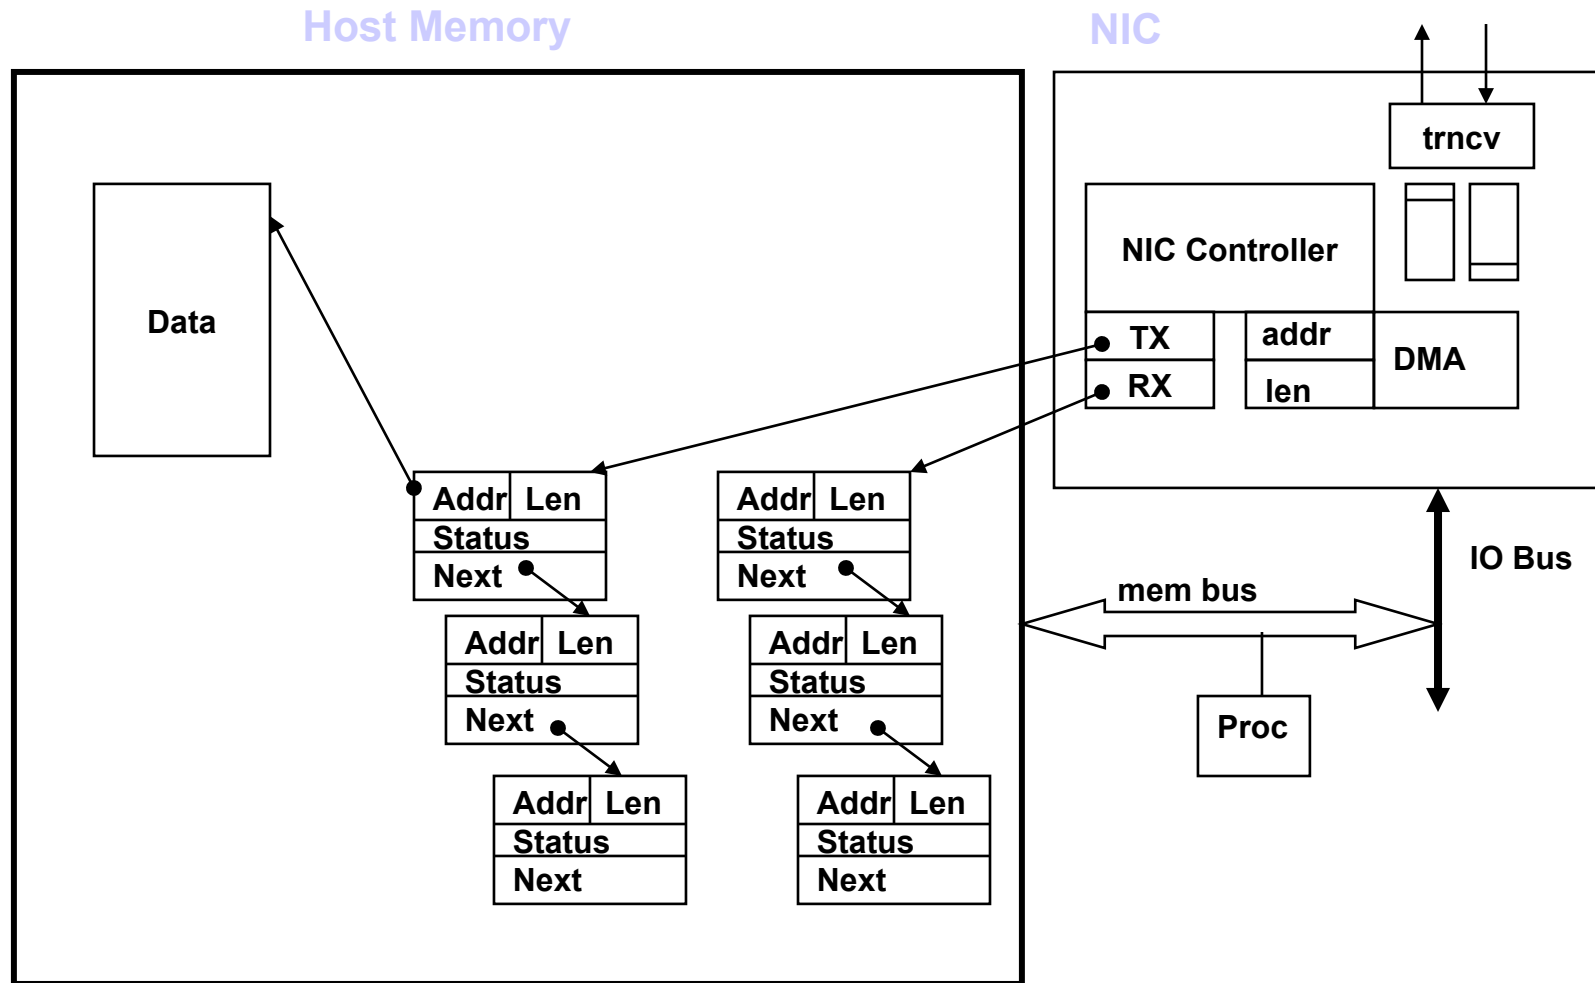 Host Memory
NIC
trncv
NIC Controller
Data
TX
addr
DMA
RX
len
Addr Len
Status
Next
Addr Len
Status
Next
Addr Len
Status
Next
Addr Len
Status
Next
Addr Len
Status
Next
Addr Len
Status
Next
IO Bus
mem bus
Proc